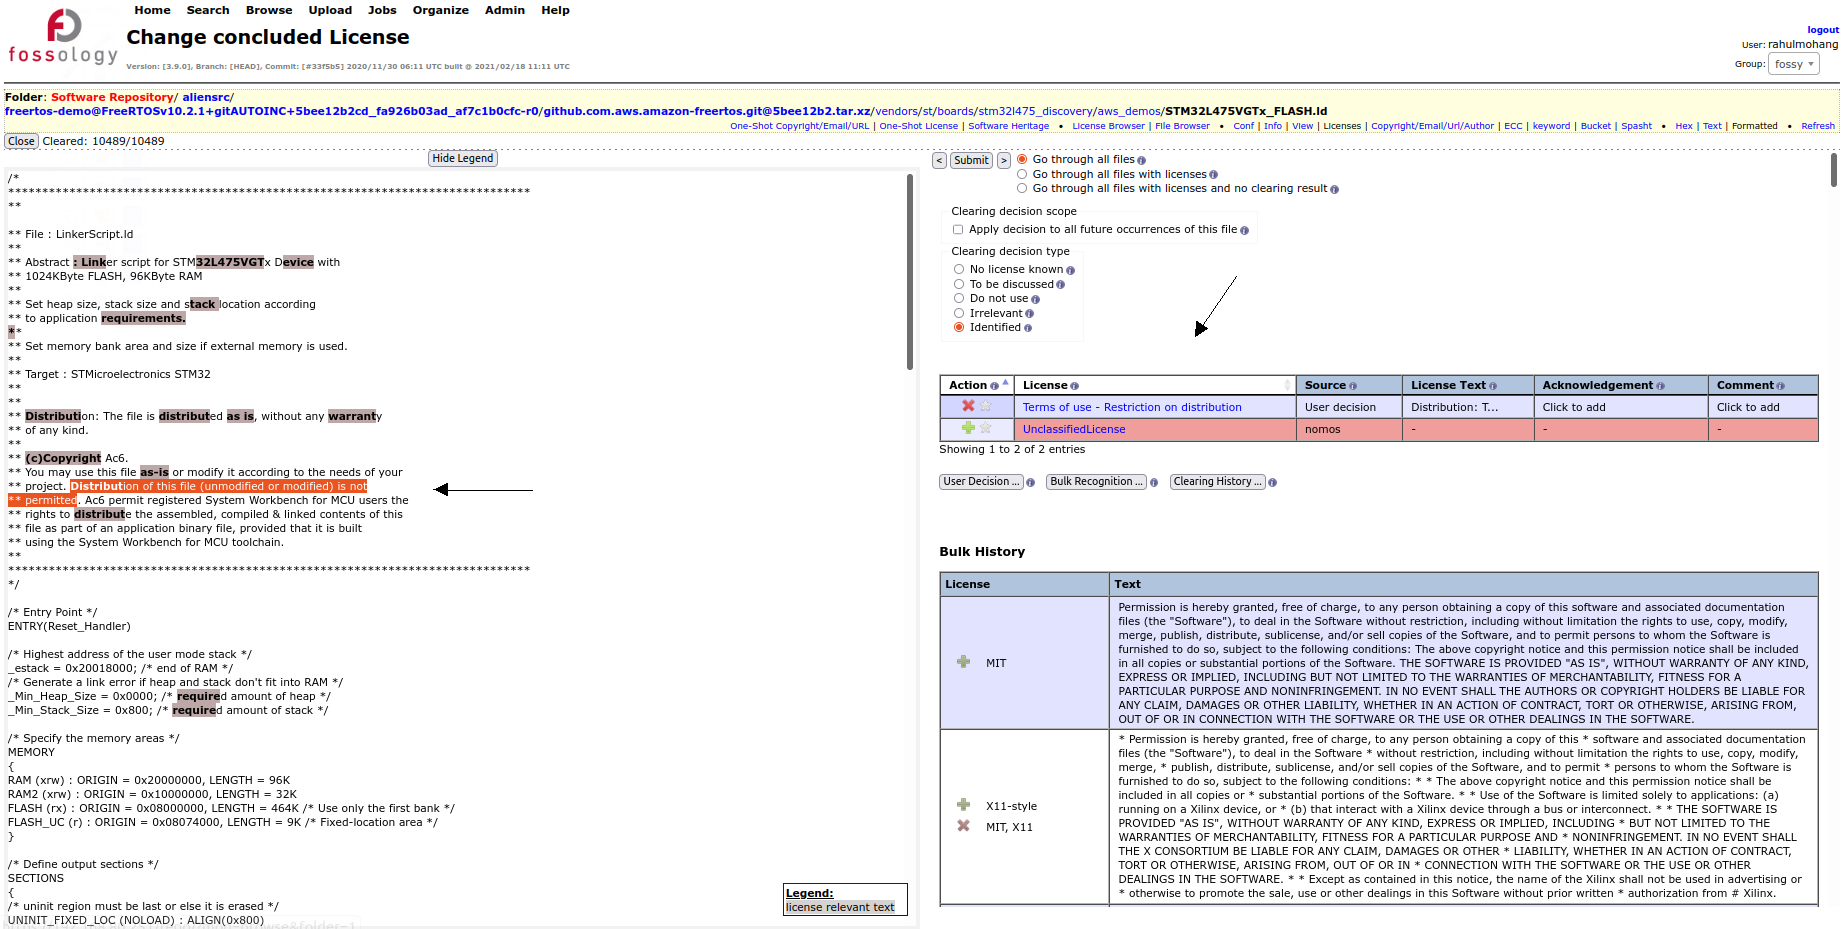 Home Search Browse Upload Jobs Organize Admin Help
fossology
Change concluded License
Version: [3.9.0], Branch: [HEAD], Commit: [#33f5b5] 2020/11/30 06:11 UTC built @ 2021/02/18 11:11 UTC
logout
User: rahulmohang
Group: fossy
Folder: Software Repository/ aliensrc/
freertos-demo@FreeRTOSv10.2.1+gitAUTOINC+5bee12b2cd_fa926b03ad_af7c1b0cfc-r0/github.com.aws.amazon-freertos.git@5bee12b2.tar.xz/vendors/st/boards/stm32l475_discovery/aws_demos/STM32L475VGTx_FLASH.ld
One-Shot Copyright/Email/URL | One-Shot License | Software Heritage • License Browser | File Browser • Conf | Info | View | Licenses | Copyright/Email/Url/Author | ECC | keyword | Bucket | Spasht • Hex | Text | Formatted • Refresh
Close Cleared: 10489/10489
Hide Legend
/*
*****************************************************************************
**
** File : LinkerScript.ld
**
** Abstract : Linker script for STM32L475VGTx Device with
** 1024KByte FLASH, 96KByte RAM
**
** Set heap size, stack size and stack location according
** to application requirements.
**
** Set memory bank area and size if external memory is used.
**
** Target : STMicroelectronics STM32
**
**
** Distribution: The file is distributed as is, without any warranty
** of any kind.
**
** (c)Copyright Ac6.
** You may use this file as-is or modify it according to the needs of your
** project. Distribution of this file (unmodified or modified) is not
** permitted. Ac6 permit registered System Workbench for MCU users the
** rights to distribute the assembled, compiled & linked contents of this
** file as part of an application binary file, provided that it is built
** using the System Workbench for MCU toolchain.
**
*****************************************************************************
*/
/* Entry Point */
ENTRY(Reset_Handler)
/* Highest address of the user mode stack */
_estack = 0x20018000; /* end of RAM */
/* Generate a link error if heap and stack don't fit into RAM */
_Min_Heap_Size = 0x0000; /* required amount of heap */
_Min_Stack_Size = 0x800; /* required amount of stack */
/* Specify the memory areas */
MEMORY
{
RAM (xrw) : ORIGIN = 0x20000000, LENGTH = 96K
RAM2 (xrw) : ORIGIN = 0x10000000, LENGTH = 32K
FLASH (rx) : ORIGIN = 0x08000000, LENGTH = 464K /* Use only the first bank */
FLASH_UC (r) : ORIGIN = 0x08074000, LENGTH = 9K /* Fixed-location area */
}
/* Define output sections */
SECTIONS
{
/* uninit region must be last or else it is erased */
UNINIT_FIXED_LOC (NOLOAD) : ALIGN(0x800)
Legend:
license relevant text
< Submit >
Go through all files
Go through all files with licenses
Go through all files with licenses and no clearing result
Clearing decision scope
Apply decision to all future occurrences of this file
Clearing decision type
No license known
To be discussed
Do not use
Irrelevant
Identified
Action License Source License Text Acknowledgement Comment
Terms of use - Restriction on distribution User decision Distribution: T... Click to add Click to add
UnclassifiedLicense nomos - - -
Showing 1 to 2 of 2 entries
User Decision ... Bulk Recognition ... Clearing History ...
Bulk History
License Text
MIT
Permission is hereby granted, free of charge, to any person obtaining a copy of this software and associated documentation
files (the "Software"), to deal in the Software without restriction, including without limitation the rights to use, copy, modify,
merge, publish, distribute, sublicense, and/or sell copies of the Software, and to permit persons to whom the Software is
furnished to do so, subject to the following conditions: The above copyright notice and this permission notice shall be included
in all copies or substantial portions of the Software. THE SOFTWARE IS PROVIDED "AS IS", WITHOUT WARRANTY OF ANY KIND,
EXPRESS OR IMPLIED, INCLUDING BUT NOT LIMITED TO THE WARRANTIES OF MERCHANTABILITY, FITNESS FOR A
PARTICULAR PURPOSE AND NONINFRINGEMENT. IN NO EVENT SHALL THE AUTHORS OR COPYRIGHT HOLDERS BE LIABLE FOR
ANY CLAIM, DAMAGES OR OTHER LIABILITY, WHETHER IN AN ACTION OF CONTRACT, TORT OR OTHERWISE, ARISING FROM,
OUT OF OR IN CONNECTION WITH THE SOFTWARE OR THE USE OR OTHER DEALINGS IN THE SOFTWARE.
X11-style
MIT, X11
* Permission is hereby granted, free of charge, to any person obtaining a copy of this * software and associated documentation
files (the "Software"), to deal in the Software * without restriction, including without limitation the rights to use, copy, modify,
merge, * publish, distribute, sublicense, and/or sell copies of the Software, and to permit * persons to whom the Software is
furnished to do so, subject to the following conditions: * * The above copyright notice and this permission notice shall be
included in all copies or * substantial portions of the Software. * * Use of the Software is limited solely to applications: (a)
running on a Xilinx device, or * (b) that interact with a Xilinx device through a bus or interconnect. * * THE SOFTWARE IS
PROVIDED "AS IS", WITHOUT WARRANTY OF ANY KIND, EXPRESS OR IMPLIED, INCLUDING * BUT NOT LIMITED TO THE
WARRANTIES OF MERCHANTABILITY, FITNESS FOR A PARTICULAR PURPOSE AND * NONINFRINGEMENT. IN NO EVENT SHALL
THE X CONSORTIUM BE LIABLE FOR ANY CLAIM, DAMAGES OR OTHER * LIABILITY, WHETHER IN AN ACTION OF CONTRACT,
TORT OR OTHERWISE, ARISING FROM, OUT OF OR IN * CONNECTION WITH THE SOFTWARE OR THE USE OR OTHER
DEALINGS IN THE SOFTWARE. * * Except as contained in this notice, the name of the Xilinx shall not be used in advertising or
* otherwise to promote the sale, use or other dealings in this Software without prior written * authorization from # Xilinx.